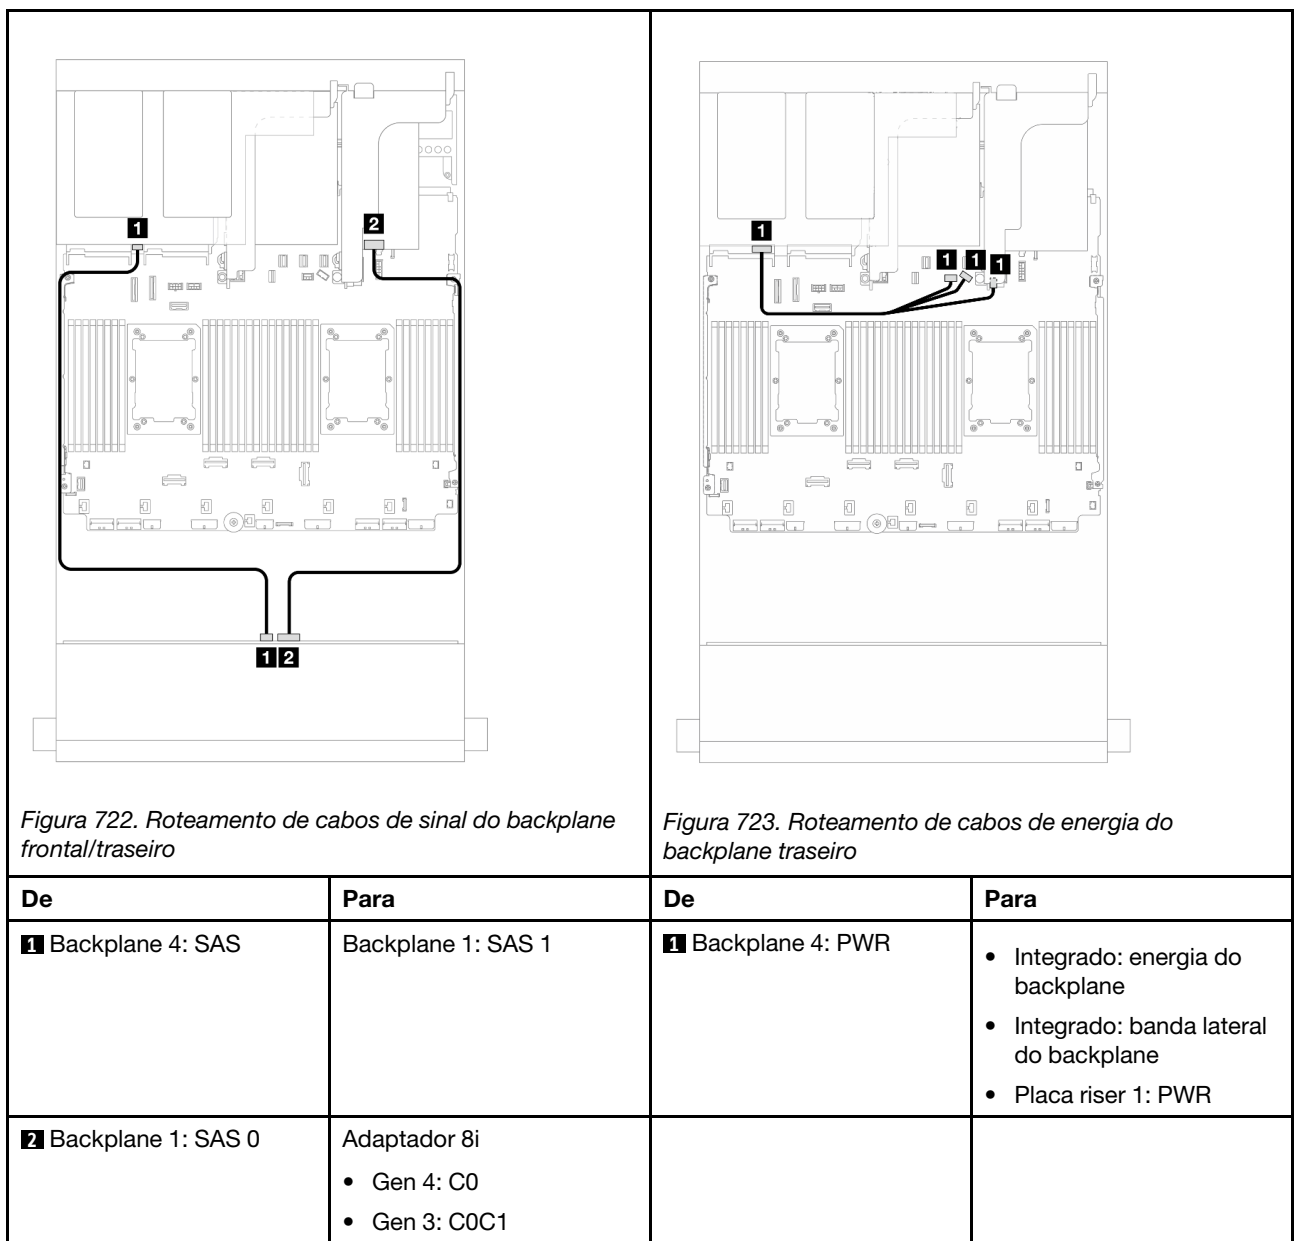 1
2
1 2
1
1 1 1
Figura 722. Roteamento de cabos de sinal do backplane
frontal/traseiro
Figura 723. Roteamento de cabos de energia do
backplane traseiro
De
Para
De
Para
1 Backplane 4: SAS
Backplane 1: SAS 1
1 Backplane 4: PWR
• Integrado: energia do
backplane
• Integrado: banda lateral
do backplane
• Placa riser 1: PWR
2 Backplane 1: SAS 0
Adaptador 8i
• Gen 4: C0
• Gen 3: C0C1